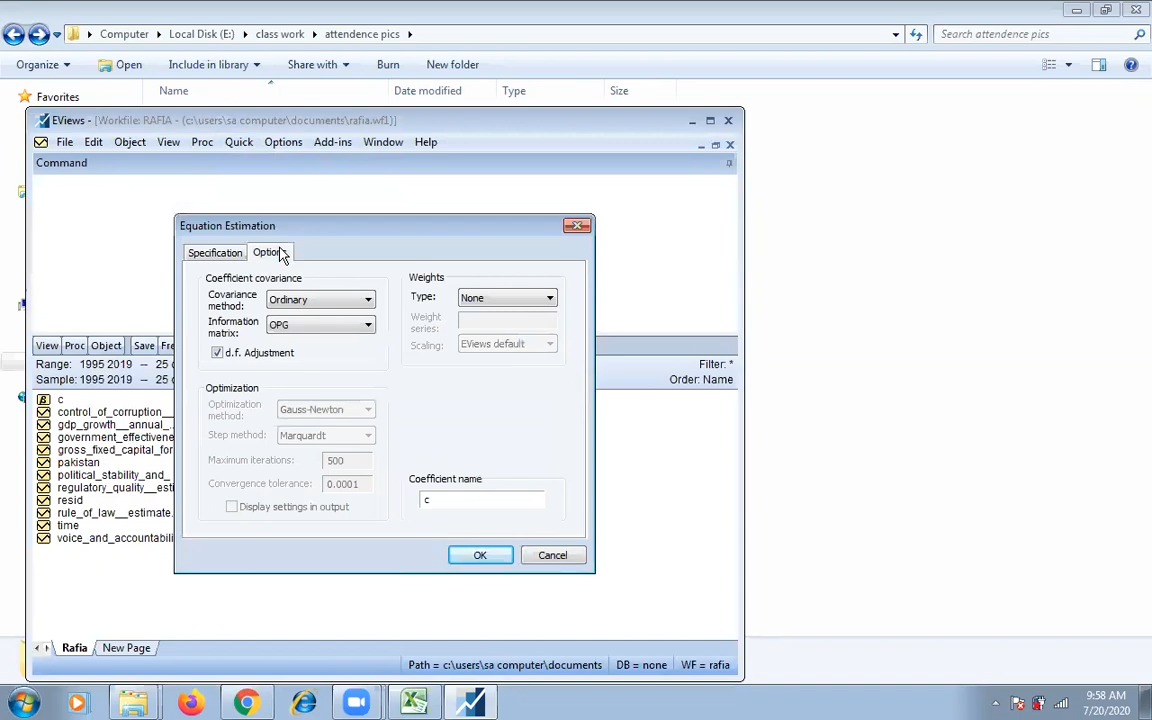 Computer ▸ Local Disk (E:) ▸ class work ▸ attendence pics ▸
Search attendence pics
Organize
Open
Include in library
Share with
Burn
New folder
Favorites
Name
Date modified
Type
Size
EViews - [Workfile: RAFIA - (c:\users\sa computer\documents\rafia.wf1)]
File Edit Object View Proc Quick Options Add-ins Window Help
Command
Equation Estimation
Specification
Options
Coefficient covariance
Covariance method:
Ordinary
Information matrix:
OPG
d.f. Adjustment
Weights
Type:
None
Weight series:
Scaling:
EViews default
Optimization
Optimization method:
Gauss-Newton
Step method:
Marquardt
Maximum iterations:
500
Convergence tolerance:
0.0001
Display settings in output
Coefficient name
c
OK
Cancel
View Proc Object Save Fre
Range: 1995 2019 -- 25 c
Filter: *
Sample: 1995 2019 -- 25 c
Order: Name
c
control_of_corruption__
gdp_growth__annual_..
government_effectivene
gross_fixed_capital_for
pakistan
political_stability_and_
regulatory_quality__esti
resid
rule_of_law__estimate.
time
voice_and_accountabili
Rafia
New Page
Path = c:\users\sa computer\documents
DB = none
WF = rafia
9:58 AM
7/20/2020